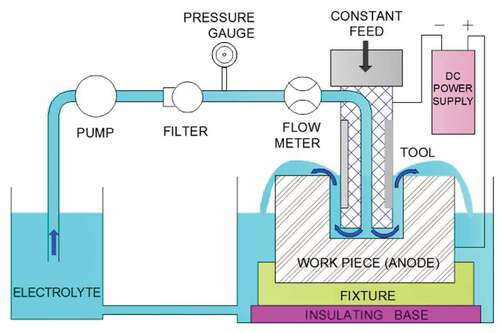 PRESSURE
GAUGE
CONSTANT
FEED
− +
DC
POWER
SUPPLY
PUMP
FILTER
FLOW
METER
TOOL
WORK PIECE (ANODE)
ELECTROLYTE
FIXTURE
INSULATING BASE